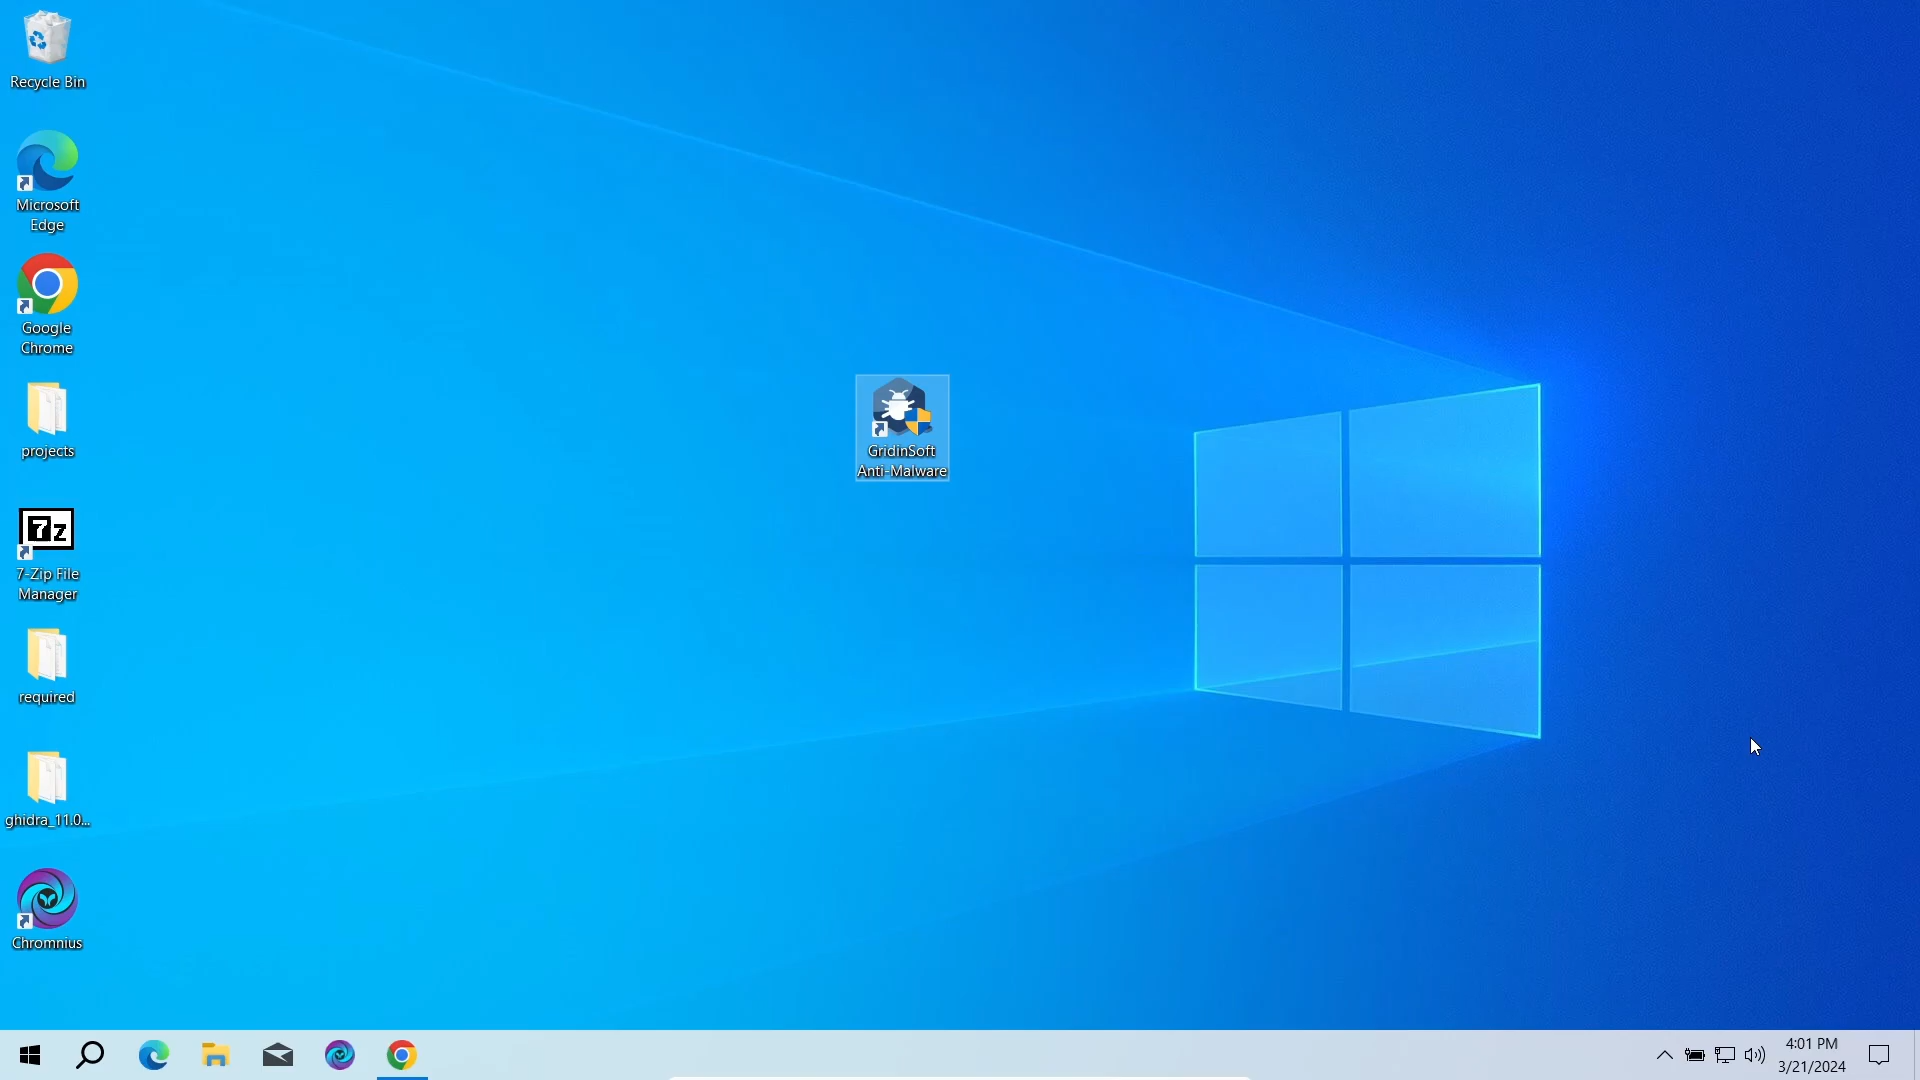 Recycle Bin
Microsoft
Edge
Google
Chrome
projects
7z
7-Zip File
Manager
required
ghidra_11.0...
Chromnius
GridinSoft
Anti-Malware
4:01 PM
3/21/2024